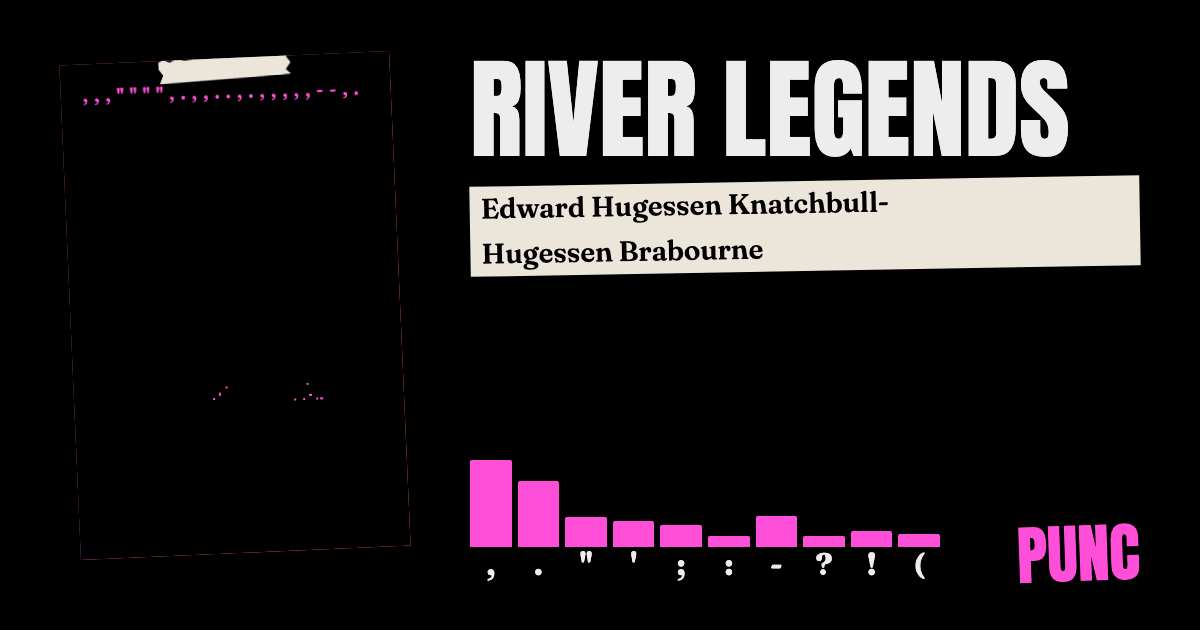 ,,,"""",.,,..,.,,,,,--,.
RIVER LEGENDS
Edward Hugessen Knatchbull-
Hugessen Brabourne
, . " ' ; : - ? ! (
PUNC